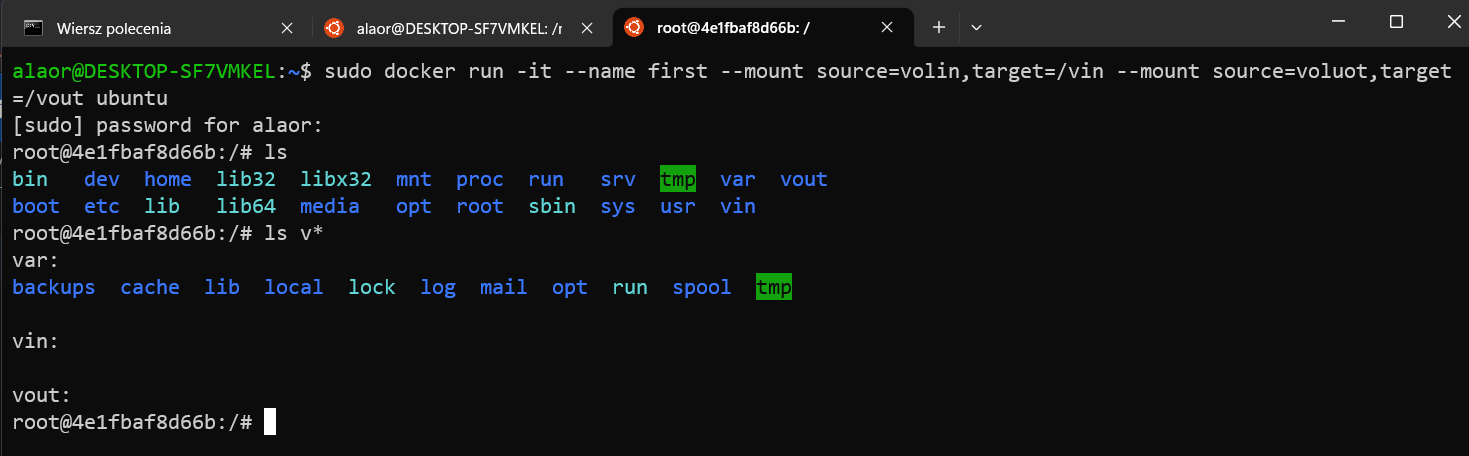 Wiersz polecenia
alaor@DESKTOP-SF7VMKEL: /r
root@4e1fbaf8d66b: /
alaor@DESKTOP-SF7VMKEL:~$ sudo docker run -it --name first --mount source=volin,target=/vin --mount source=voluot,target
=/vout ubuntu
[sudo] password for alaor:
root@4e1fbaf8d66b:/# ls
bin dev home lib32 libx32 mnt proc run srv tmp var vout
boot etc lib lib64 media opt root sbin sys usr vin
root@4e1fbaf8d66b:/# ls v*
var:
backups cache lib local lock log mail opt run spool tmp
vin:
vout:
root@4e1fbaf8d66b:/#